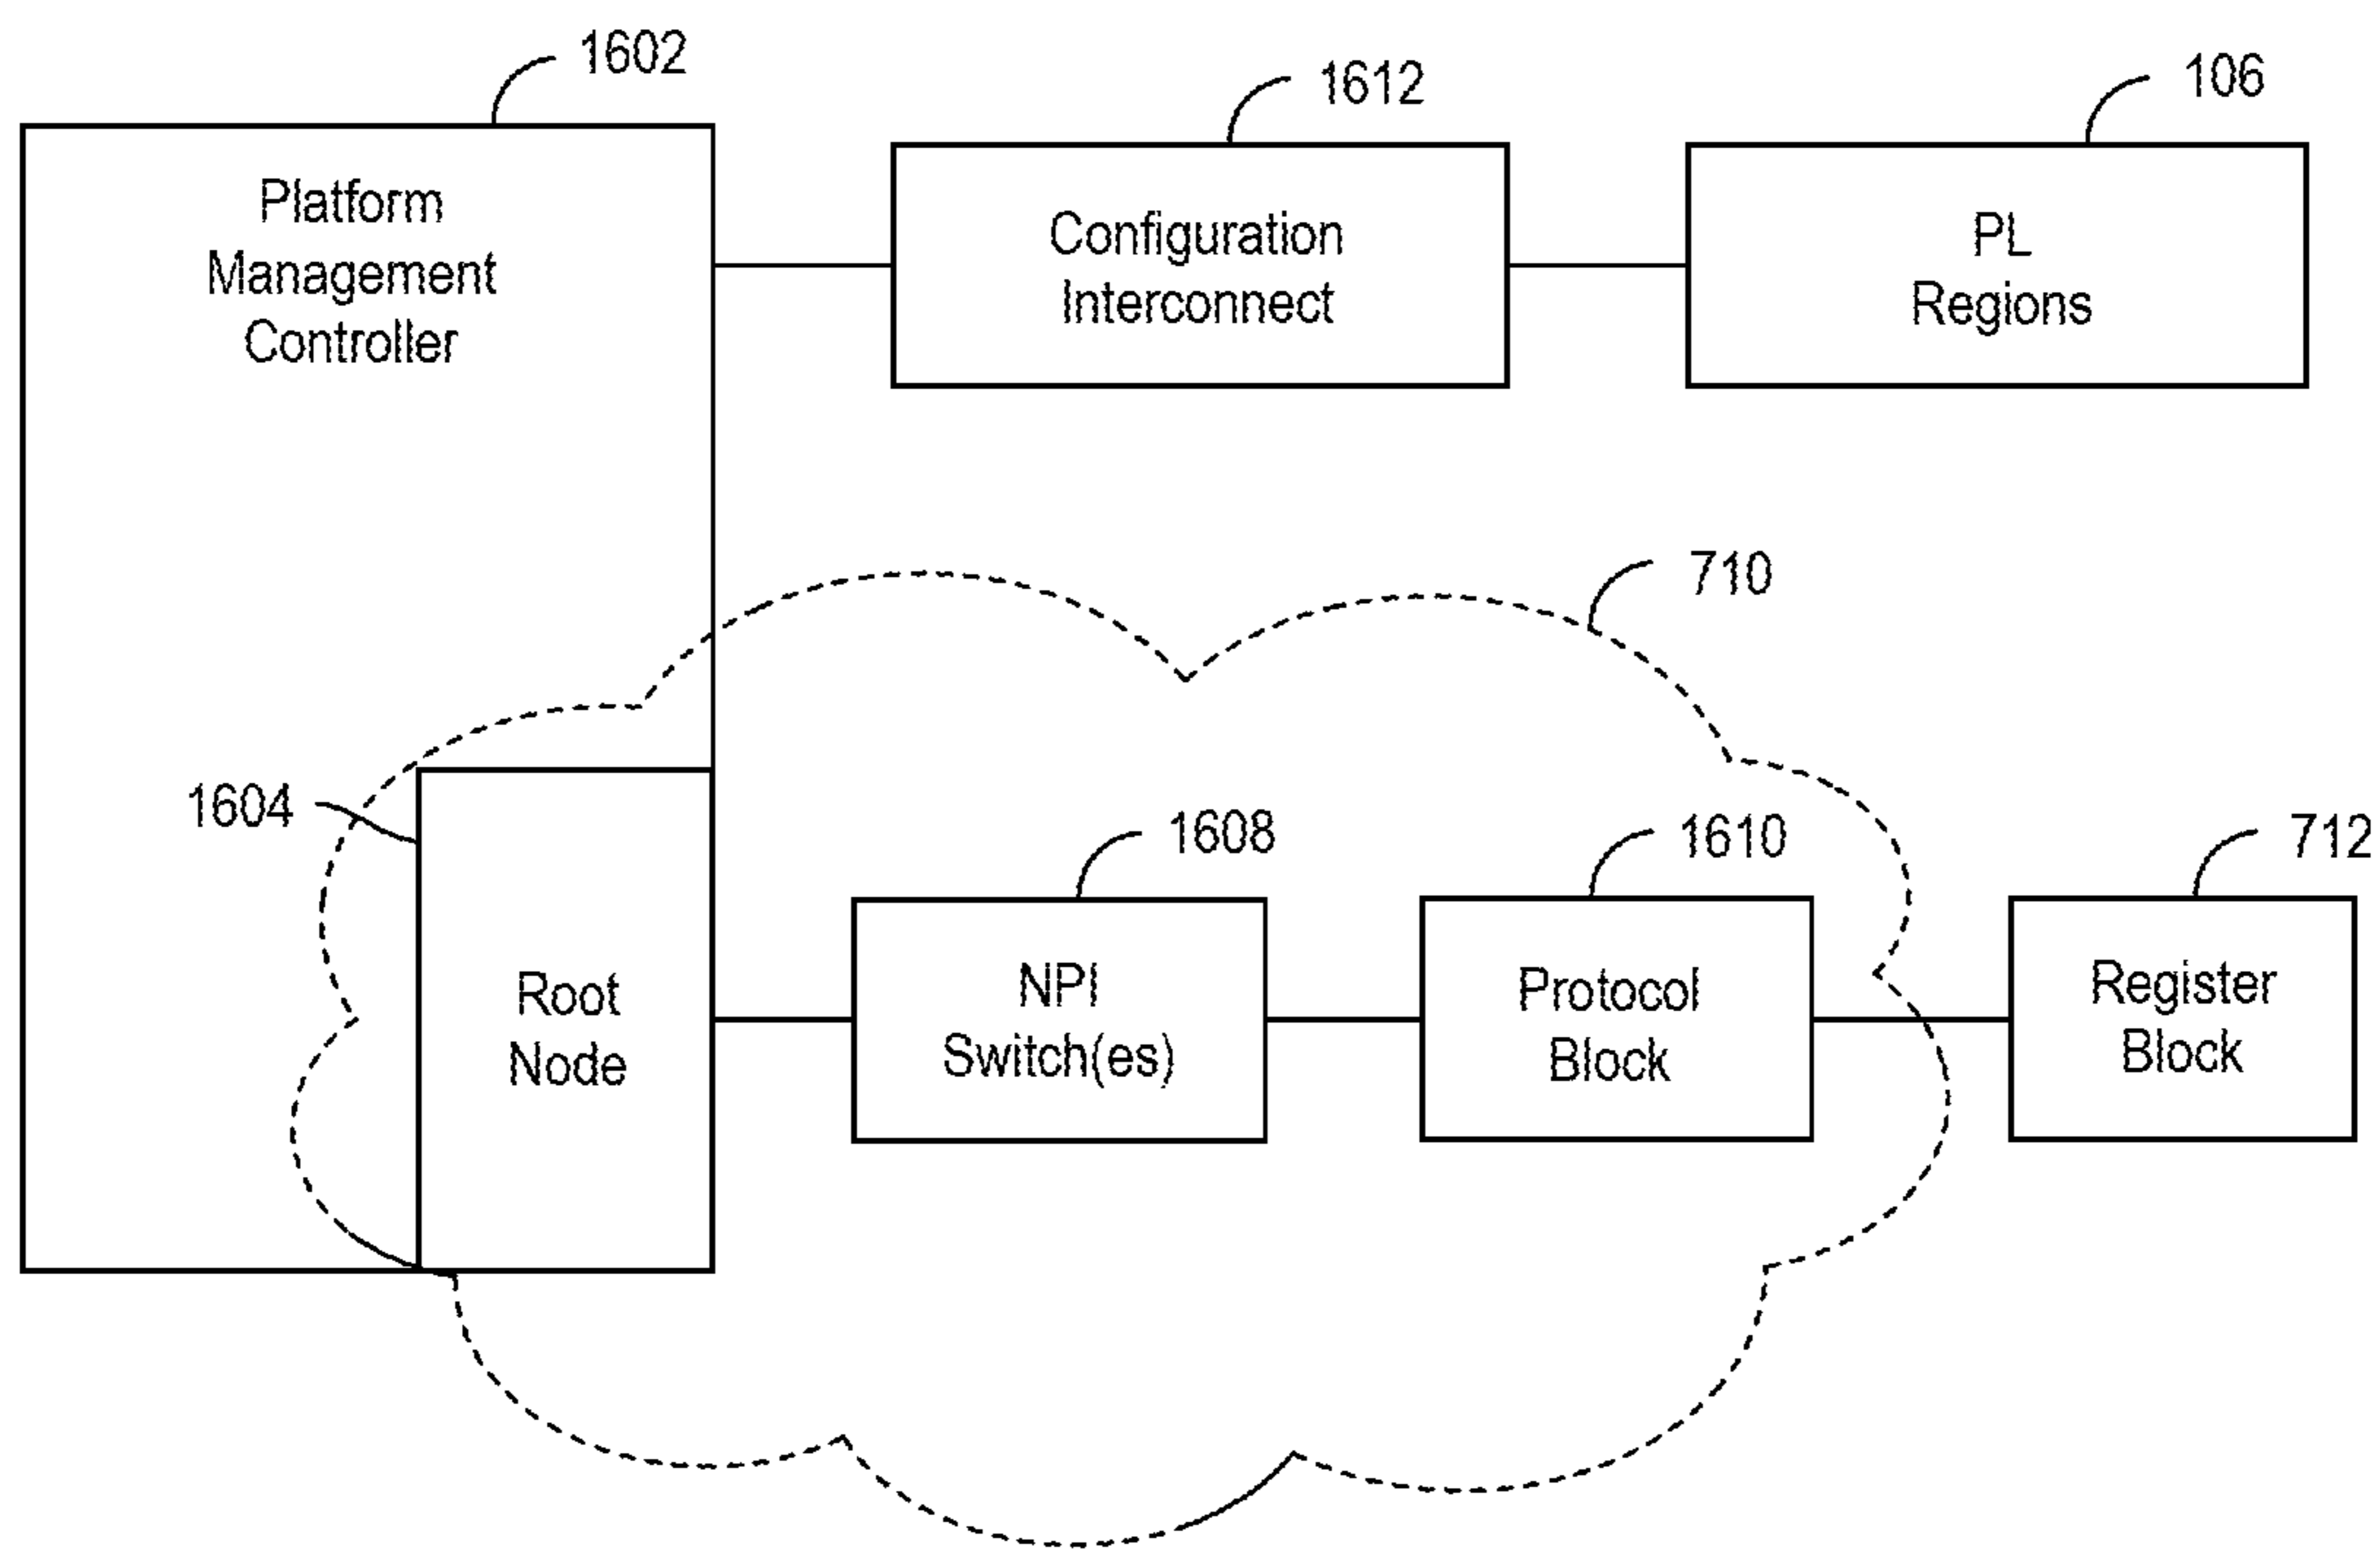 1602
1612
106
Platform
Management
Controller
Configuration
Interconnect
PL
Regions
710
1604
1608
1610
712
Root
Node
NPI
Switch(es)
Protocol
Block
Register
Block